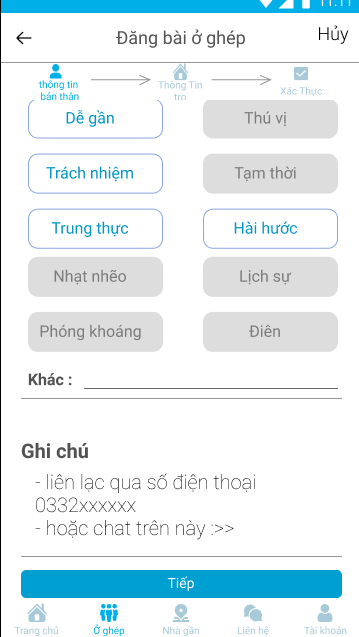 11:11
Đăng bài ở ghép
Hủy
thông tin
bản thân
Thông Tin
trọ
Xác Thực
Dễ gần
Thú vị
Trách nhiệm
Tạm thời
Trung thực
Hài hước
Nhạt nhẽo
Lịch sự
Phóng khoáng
Điên
Khác :
Ghi chú
- liên lạc qua số điện thoại
0332xxxxxx
- hoặc chat trên này :>>
Tiếp
Trang chủ
Ở ghép
Nhà gần
Liên hệ
Tài khoản